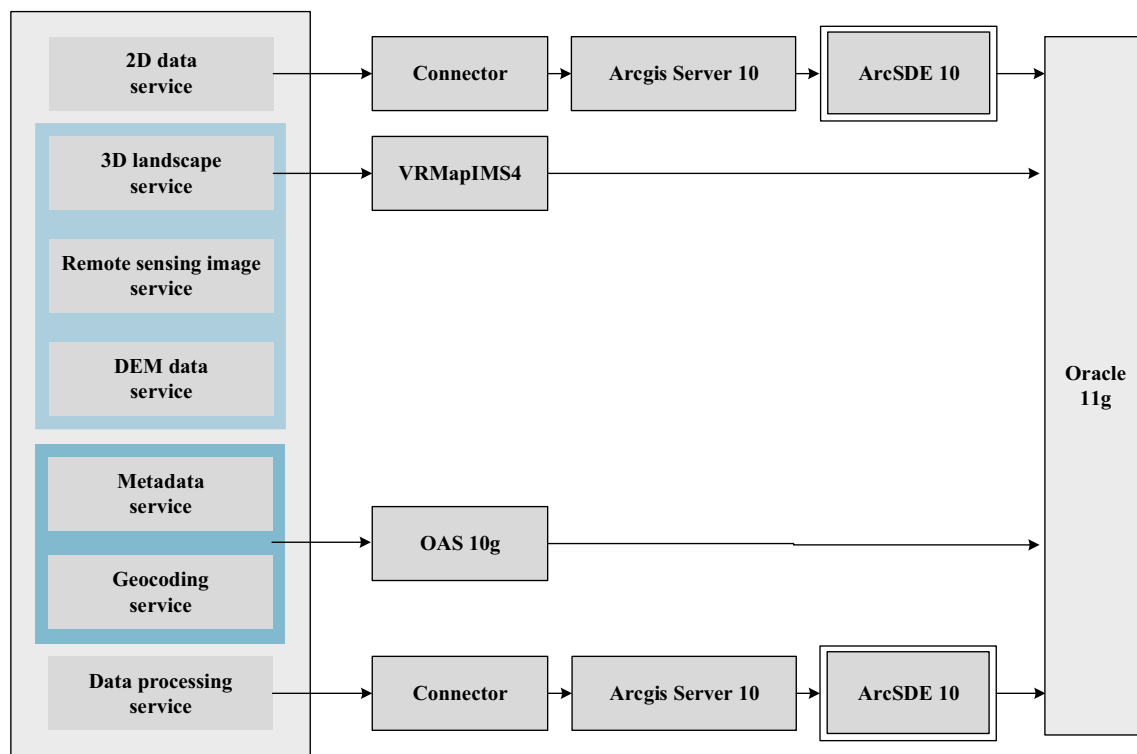 2D data
service
Connector
Arcgis Server 10
ArcSDE 10
3D landscape
service
VRMapIMS4
Remote sensing image
service
DEM data
service
Oracle
11g
Metadata
service
OAS 10g
Geocoding
service
Data processing
service
Connector
Arcgis Server 10
ArcSDE 10